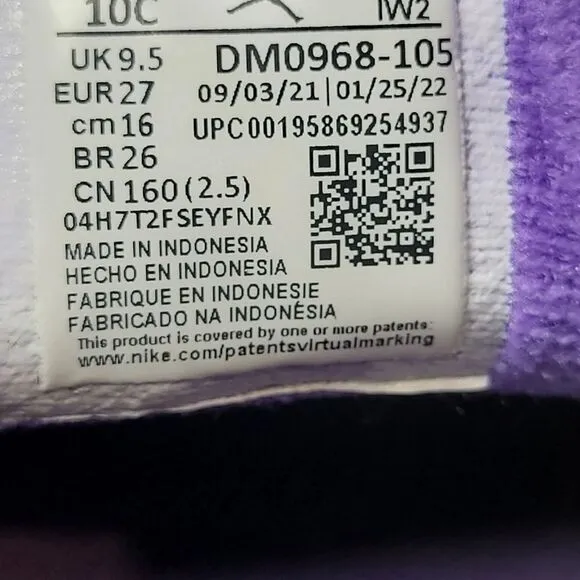 10C IW2
UK 9.5 DM0968-105
EUR 27 09/03/21|01/25/22
cm 16 UPC00195869254937
BR 26
CN 160 (2.5)
04H7T2FSEYFNX
MADE IN INDONESIA
HECHO EN INDONESIA
FABRIQUE EN INDONESIE
FABRICADO NA INDONÉSIA
This product is covered by one or more patents:
www.nike.com/patentsvirtualmarking